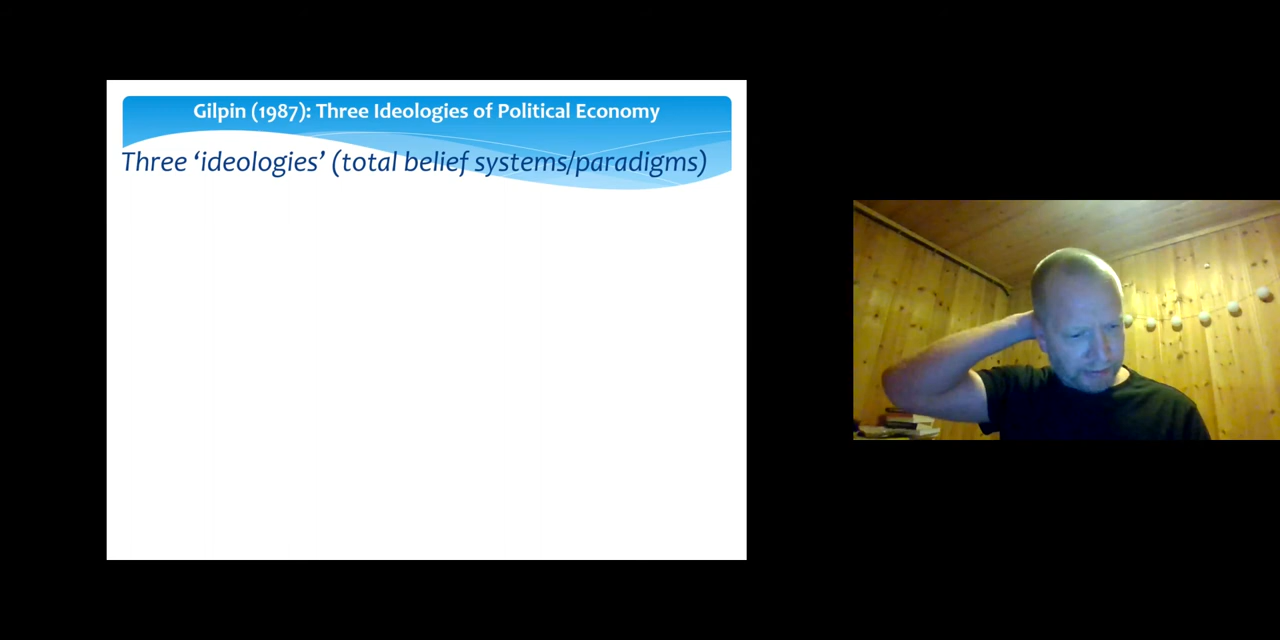 Gilpin (1987): Three Ideologies of Political Economy
Three ‘ideologies’ (total belief systems/paradigms)